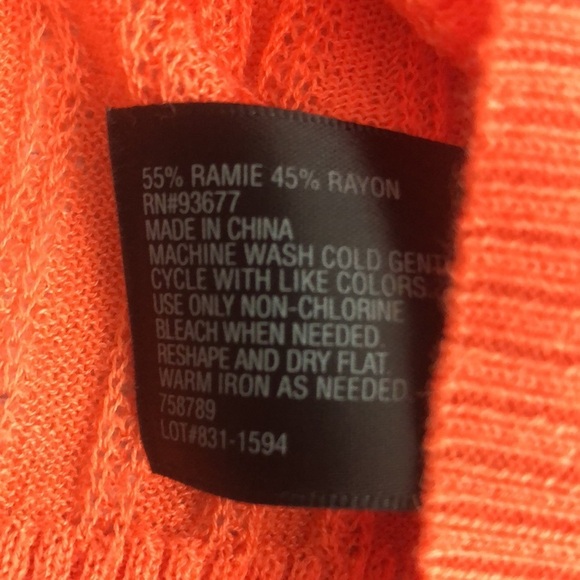 55% RAMIE 45% RAYON
RN#93677
MADE IN CHINA
MACHINE WASH COLD
CYCLE WITH LIKE COLORS.
USE ONLY NON-CHLORINE
BLEACH WHEN NEEDED.
RESHAPE AND DRY FLAT.
WARM IRON AS NEEDED.
758789
LOT#831-1594